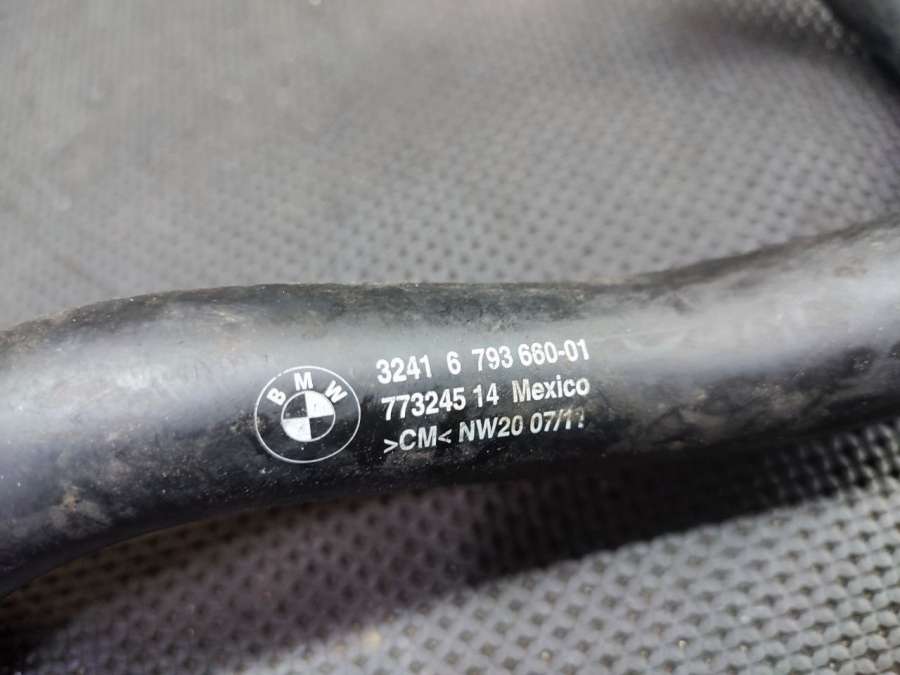 BMW
3241 6 793 660-01
773245 14 Mexico
>CM< NW20